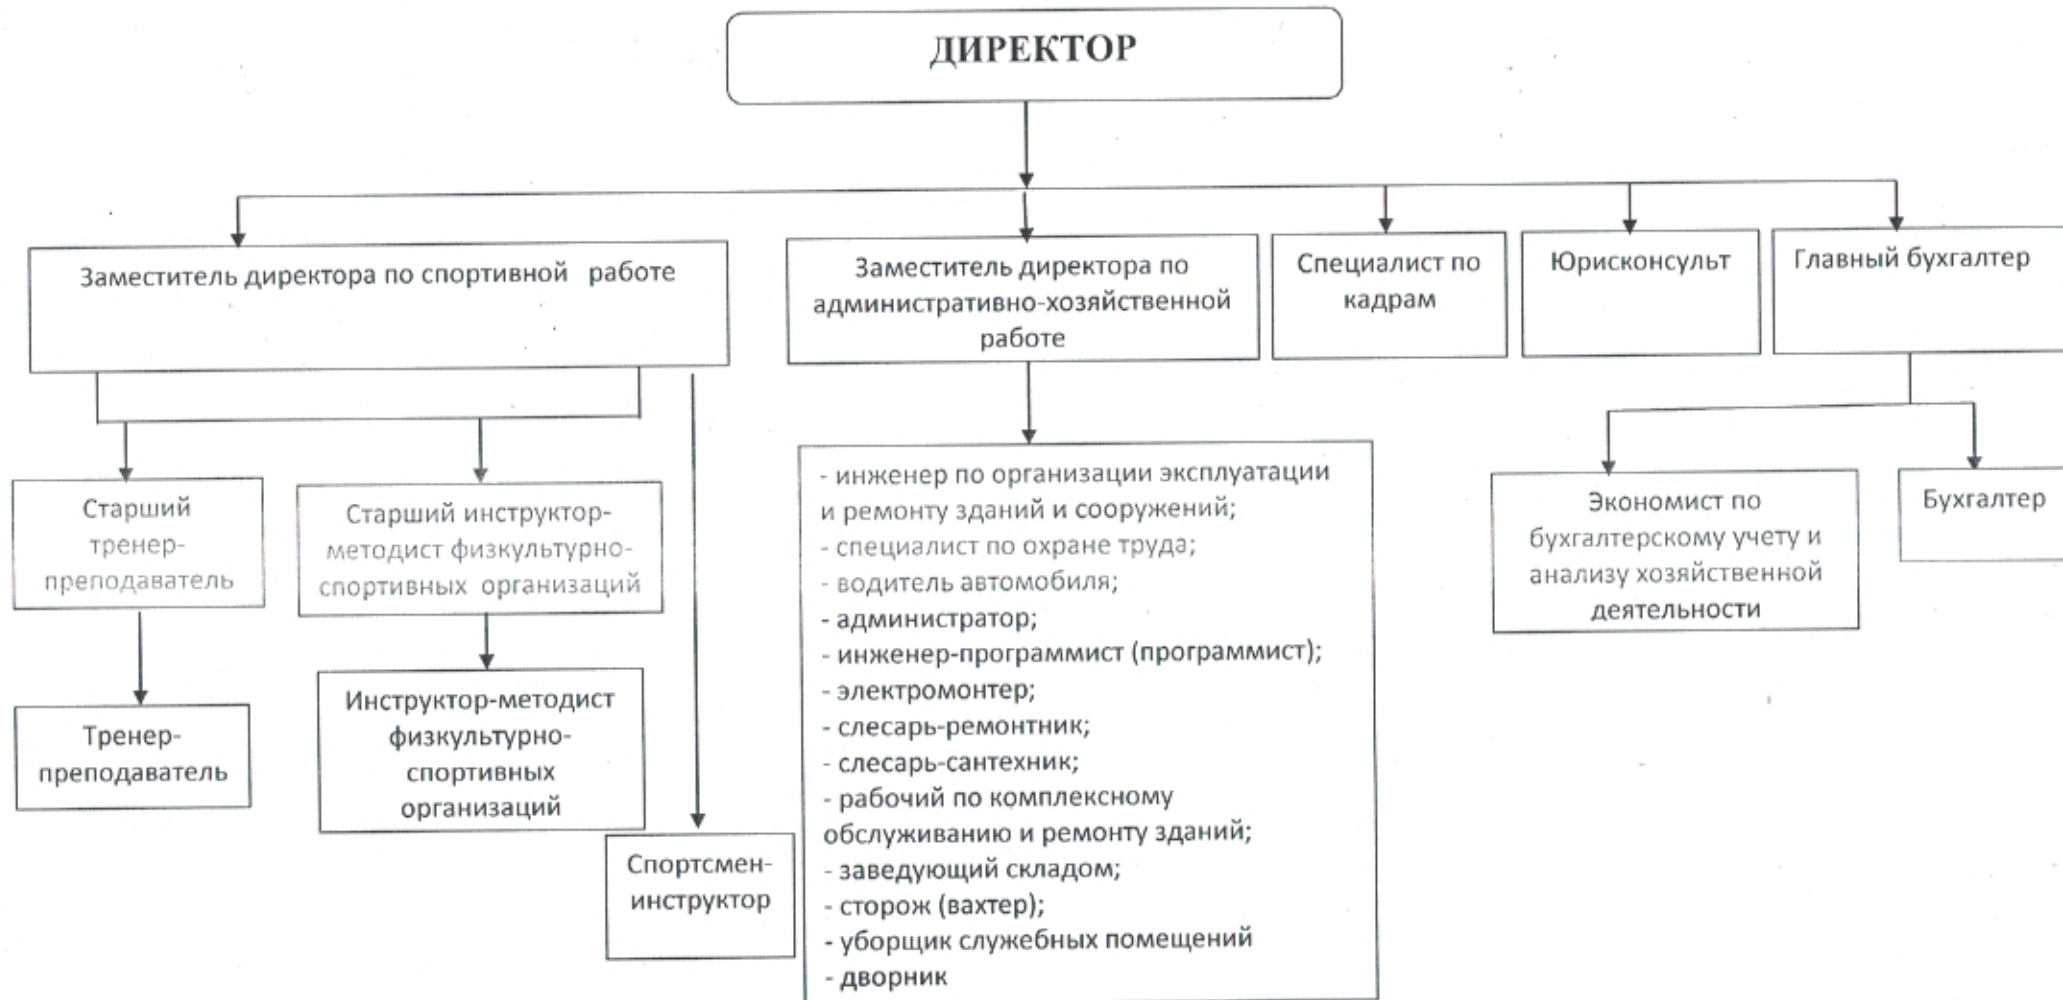 ДИРЕКТОР
Заместитель директора по спортивной работе
Заместитель директора по
административно-хозяйственной
работе
Специалист по
кадрам
Юрисконсульт
Главный бухгалтер
Старший
тренер-
преподаватель
Старший инструктор-
методист физкультурно-
спортивных организаций
Тренер-
преподаватель
Инструктор-методист
физкультурно-
спортивных
организаций
Спортсмен-
инструктор
- инженер по организации эксплуатации
и ремонту зданий и сооружений;
- специалист по охране труда;
- водитель автомобиля;
- администратор;
- инженер-программист (программист);
- электромонтер;
- слесарь-ремонтник;
- слесарь-сантехник;
- рабочий по комплексному
обслуживанию и ремонту зданий;
- заведующий складом;
- сторож (вахтер);
- уборщик служебных помещений
- дворник
Экономист по
бухгалтерскому учету и
анализу хозяйственной
деятельности
Бухгалтер